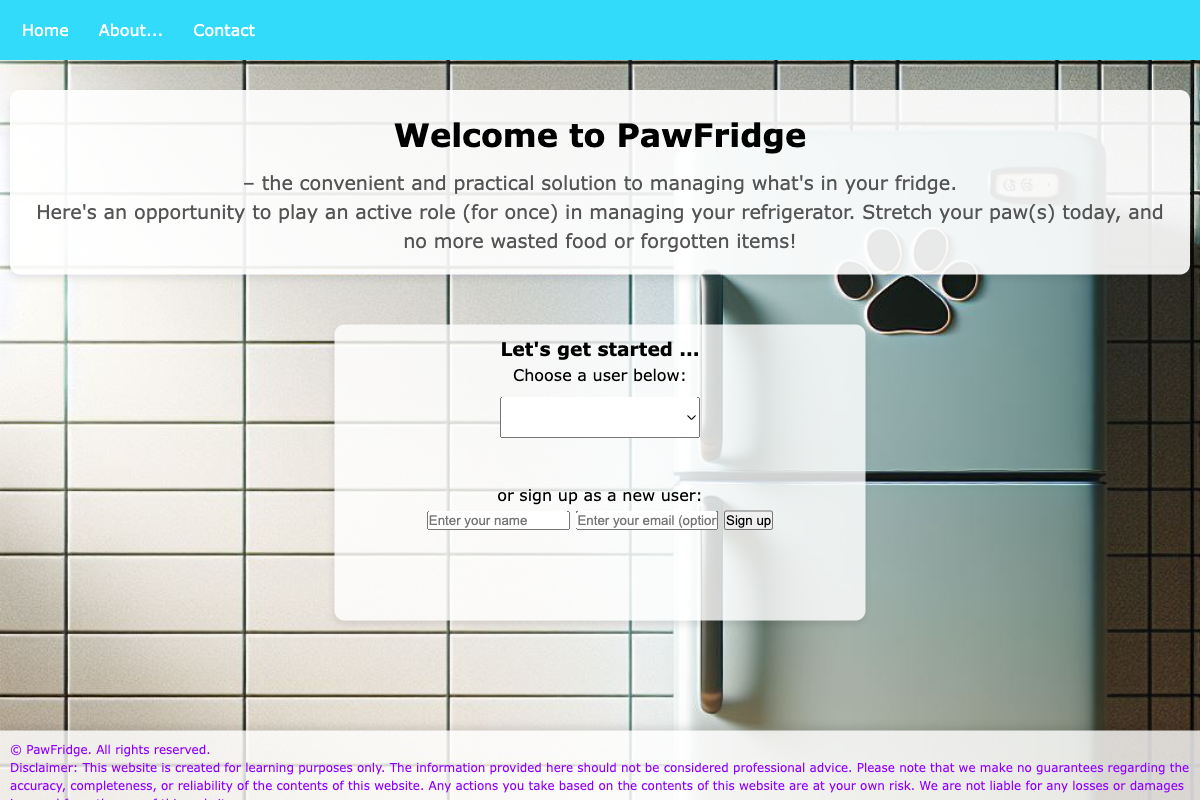 Home About... Contact
Welcome to PawFridge
– the convenient and practical solution to managing what's in your fridge.
Here's an opportunity to play an active role (for once) in managing your refrigerator. Stretch your paw(s) today, and
no more wasted food or forgotten items!
Let's get started ...
Choose a user below:
or sign up as a new user:
Enter your name Enter your email (option Sign up
© PawFridge. All rights reserved.
Disclaimer: This website is created for learning purposes only. The information provided here should not be considered professional advice. Please note that we make no guarantees regarding the
accuracy, completeness, or reliability of the contents of this website. Any actions you take based on the contents of this website are at your own risk. We are not liable for any losses or damages